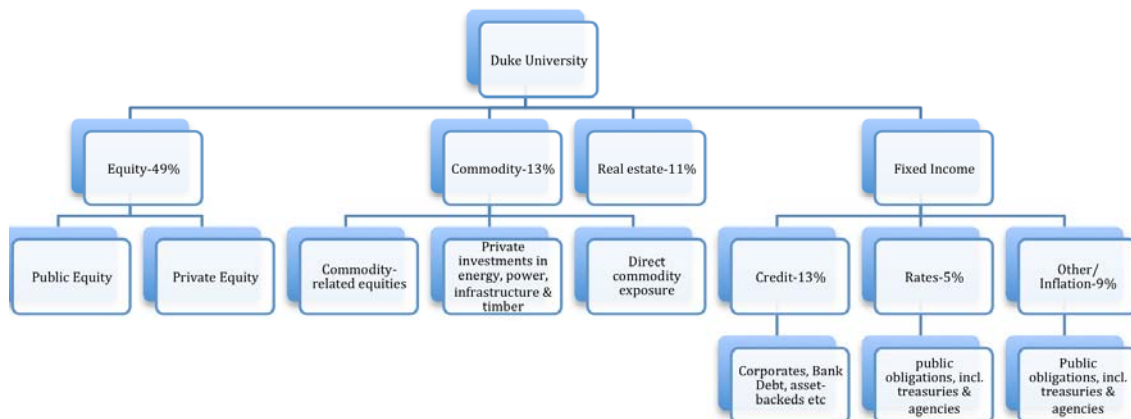 Duke University
Equity-49%
Commodity-13%
Real estate-11%
Fixed Income
Public Equity
Private Equity
Commodity-
related equities
Private
investments in
energy, power,
infrastructure &
timber
Direct
commodity
exposure
Credit-13%
Rates-5%
Other/
Inflation-9%
Corporates, Bank
Debt, asset-
backeds etc
public
obligations, incl.
treasuries &
agencies
Public
obligations, incl.
treasuries &
agencies